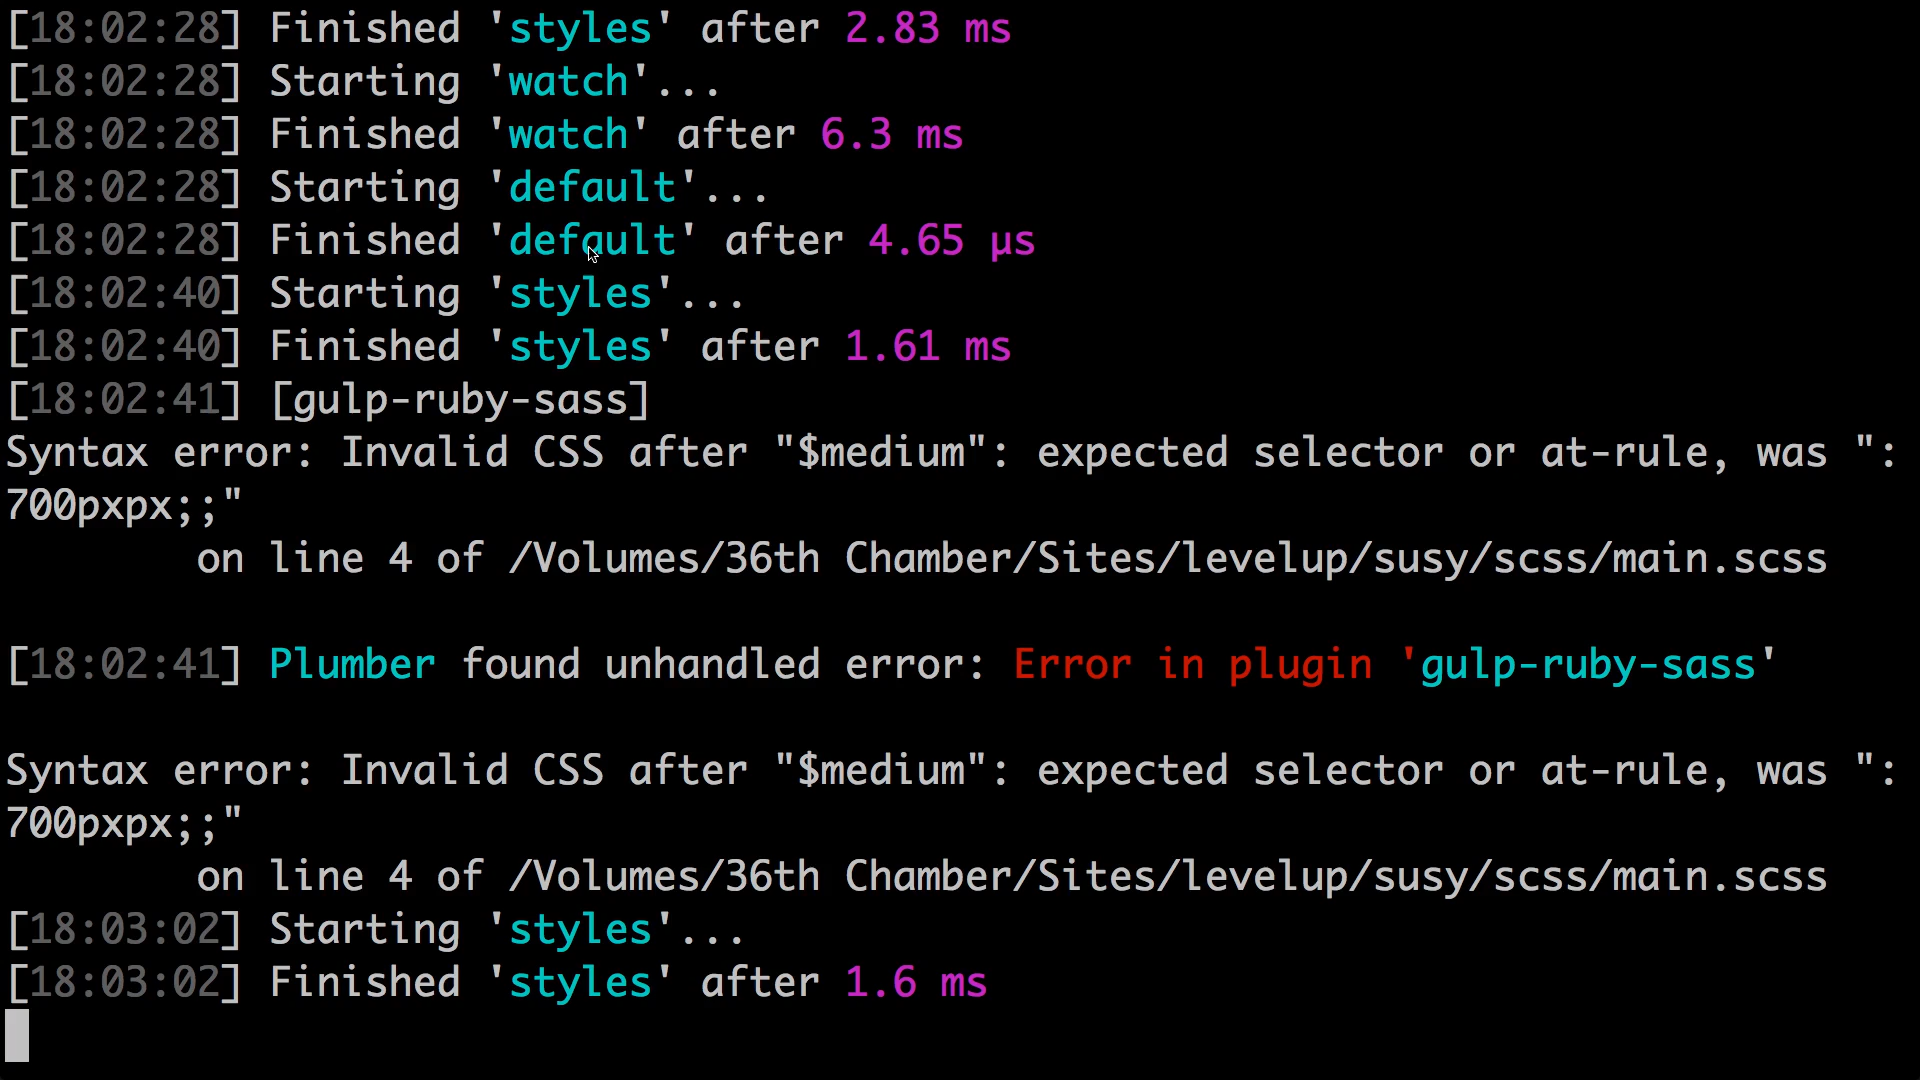 [18:02:28] Finished 'styles' after 2.83 ms
[18:02:28] Starting 'watch'...
[18:02:28] Finished 'watch' after 6.3 ms
[18:02:28] Starting 'default'...
[18:02:28] Finished 'default' after 4.65 μs
[18:02:40] Starting 'styles'...
[18:02:40] Finished 'styles' after 1.61 ms
[18:02:41] [gulp-ruby-sass]
Syntax error: Invalid CSS after "$medium": expected selector or at-rule, was ":
700pxpx;;"
        on line 4 of /Volumes/36th Chamber/Sites/levelup/susy/scss/main.scss
[18:02:41] Plumber found unhandled error: Error in plugin 'gulp-ruby-sass'
Syntax error: Invalid CSS after "$medium": expected selector or at-rule, was ":
700pxpx;;"
        on line 4 of /Volumes/36th Chamber/Sites/levelup/susy/scss/main.scss
[18:03:02] Starting 'styles'...
[18:03:02] Finished 'styles' after 1.6 ms